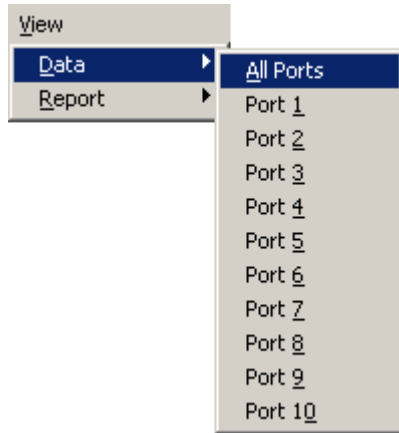 View
Data
Report
All Ports
Port 1
Port 2
Port 3
Port 4
Port 5
Port 6
Port 7
Port 8
Port 9
Port 10